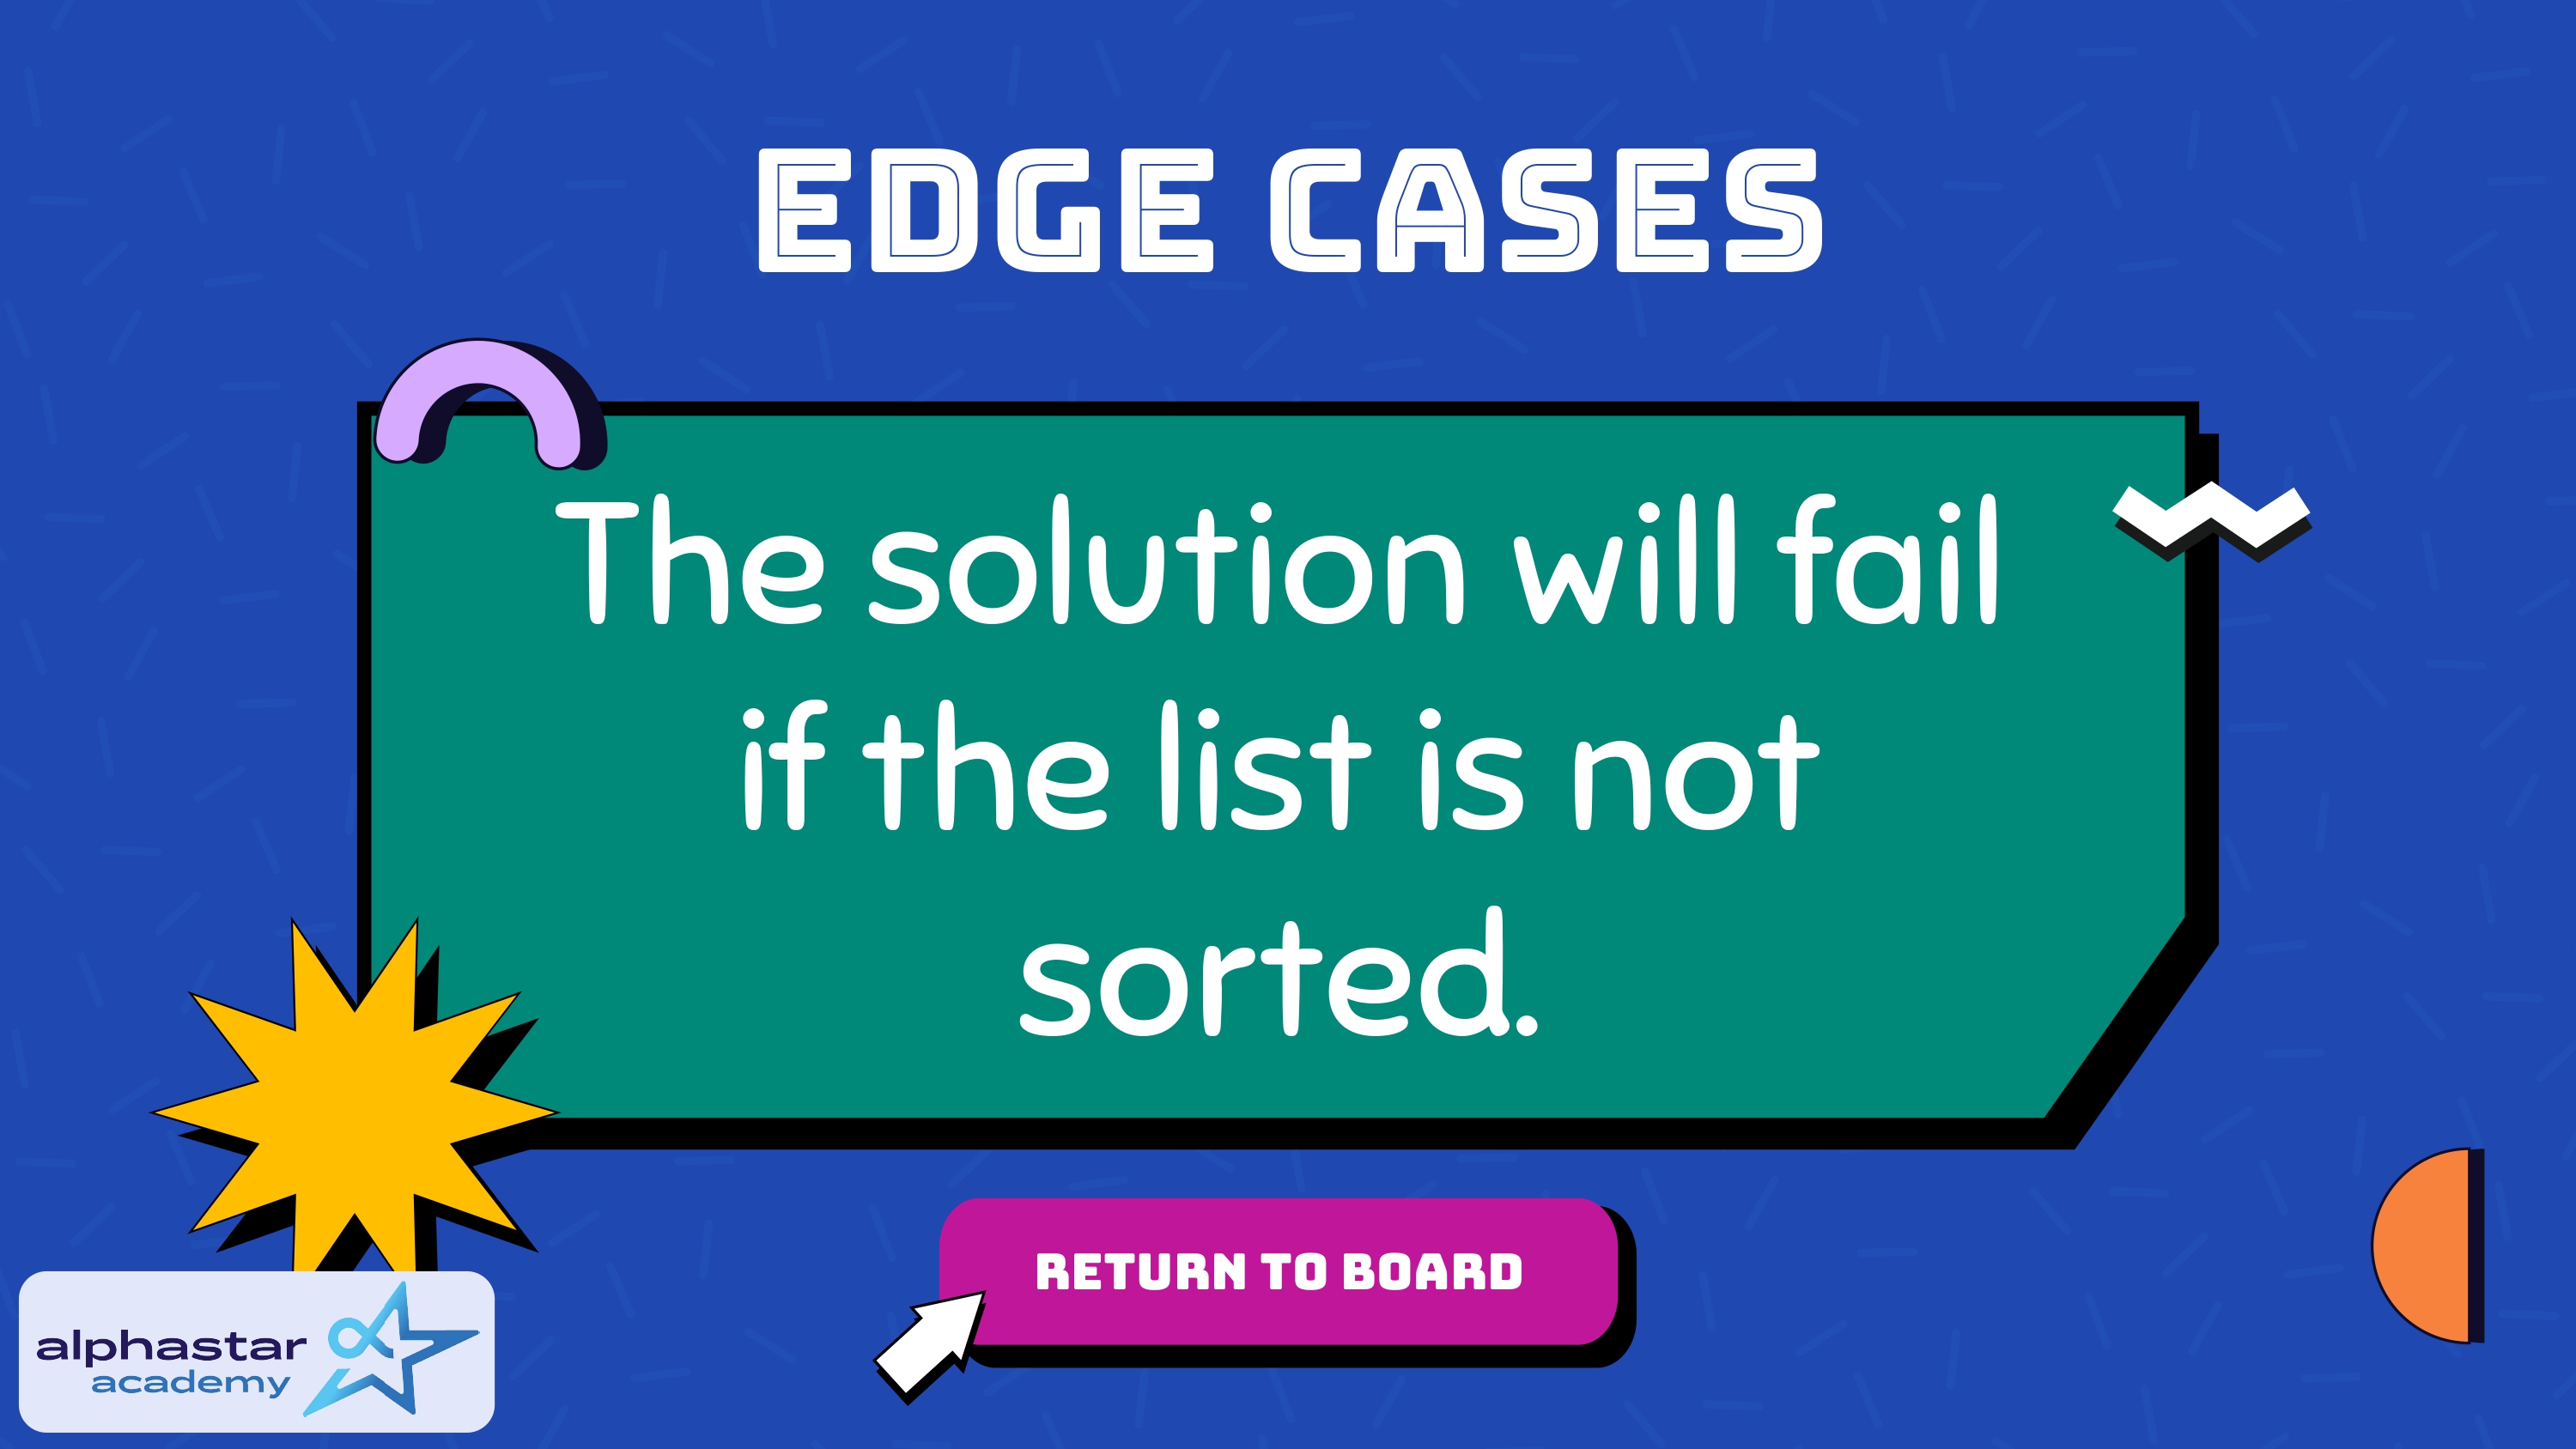 EDGE CASES
The solution will fail
if the list is not
sorted.
RETURN TO BOARD
alphastar
academy